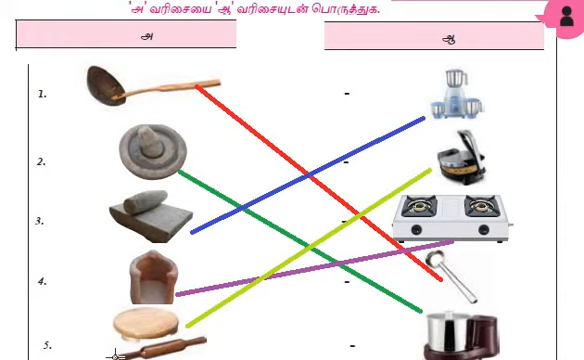 'அ' வரிசையை 'ஆ' வரிசையுடன் பொருத்துக.
அ ஆ
1. -
2. -
3. -
4. -
5. -